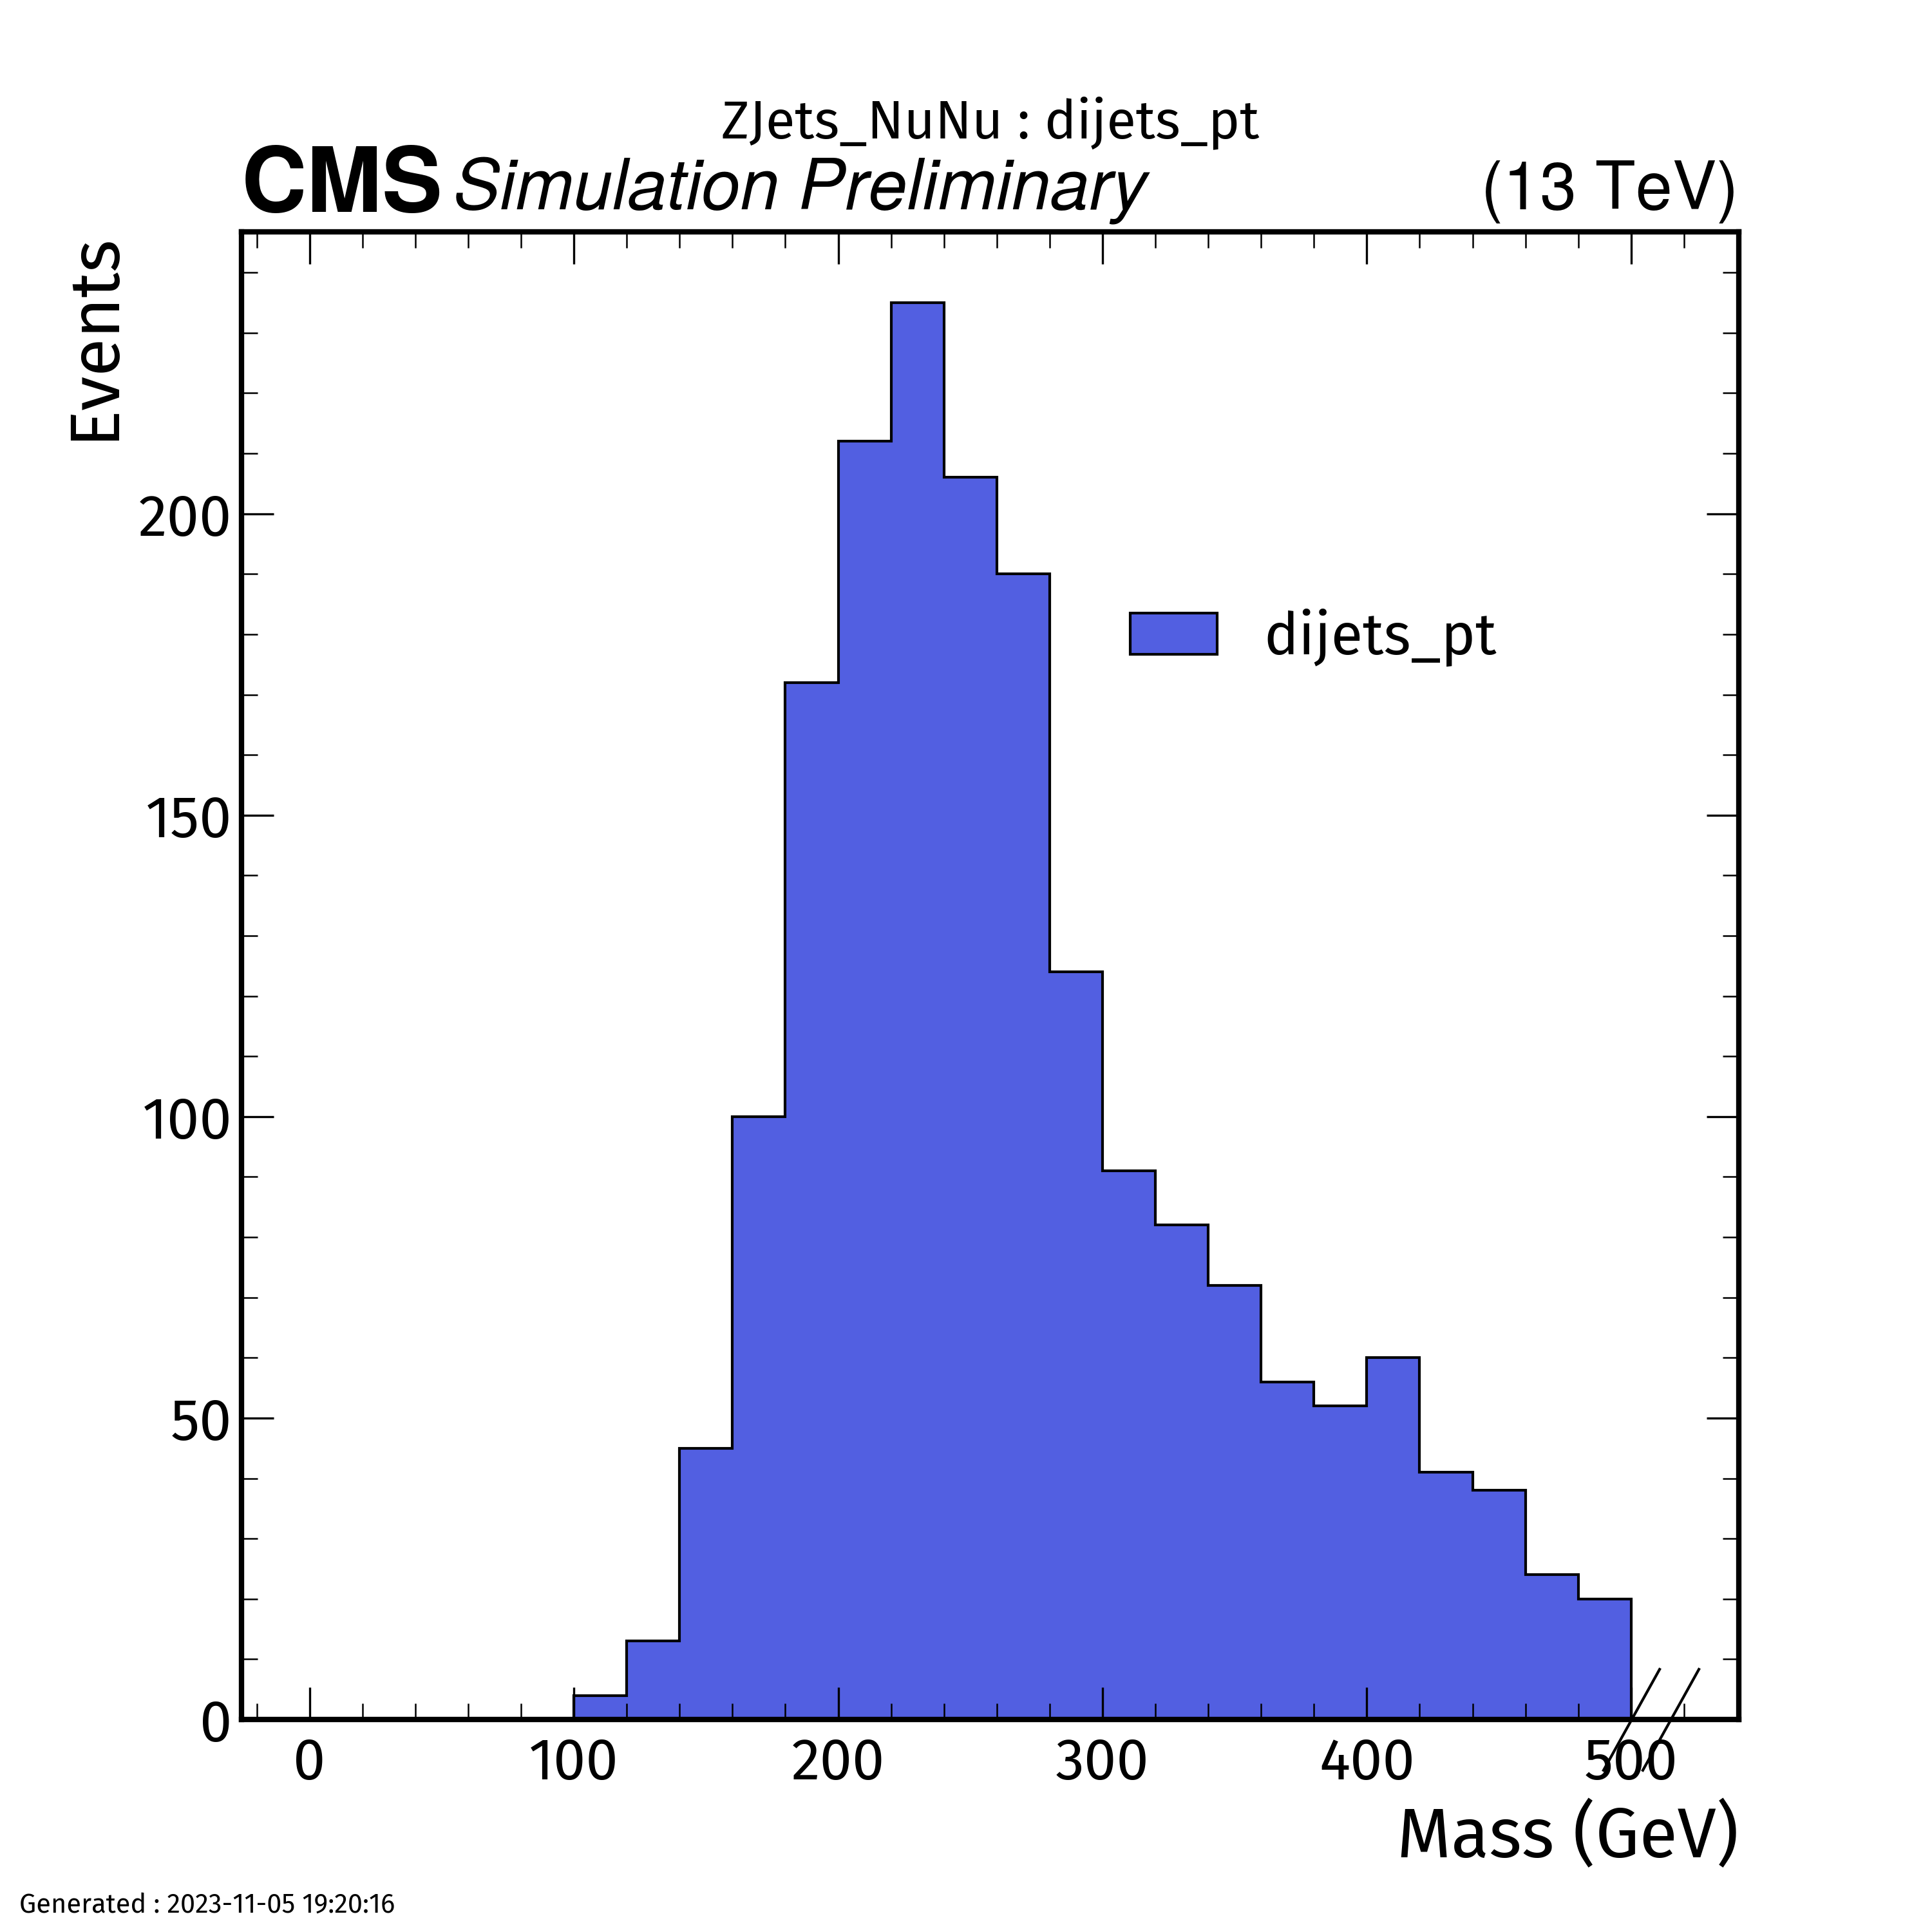 ZJets_NuNu : dijets_pt
CMS Simulation Preliminary (13 TeV)
Events
200
150
100
50
0
dijets_pt
0 100 200 300 400 500
Mass (GeV)
Generated : 2023-11-05 19:20:16